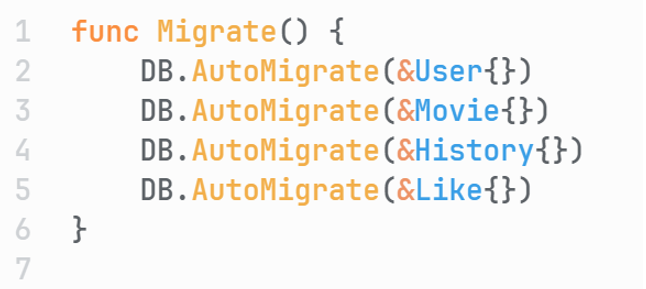 1 func Migrate() {
2     DB.AutoMigrate(&User{})
3     DB.AutoMigrate(&Movie{})
4     DB.AutoMigrate(&History{})
5     DB.AutoMigrate(&Like{})
6 }
7